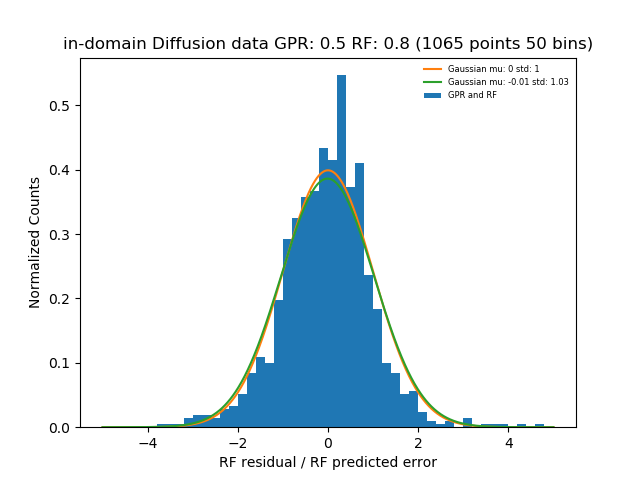 in-domain Diffusion data GPR: 0.5 RF: 0.8 (1065 points 50 bins)
Gaussian mu: 0 std: 1
Gaussian mu: -0.01 std: 1.03
GPR and RF
Normalized Counts
0.5
0.4
0.3
0.2
0.1
0.0
−4 −2 0 2 4
RF residual / RF predicted error